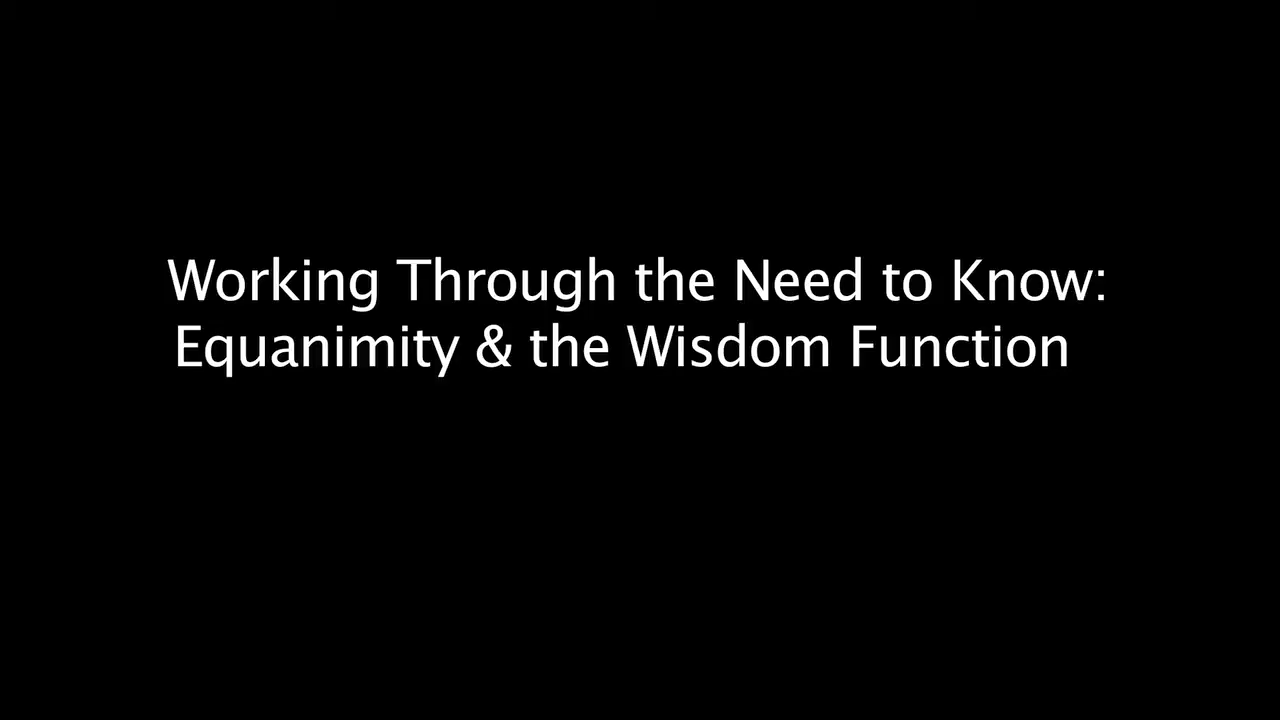 Working Through the Need to Know:
Equanimity & the Wisdom Function